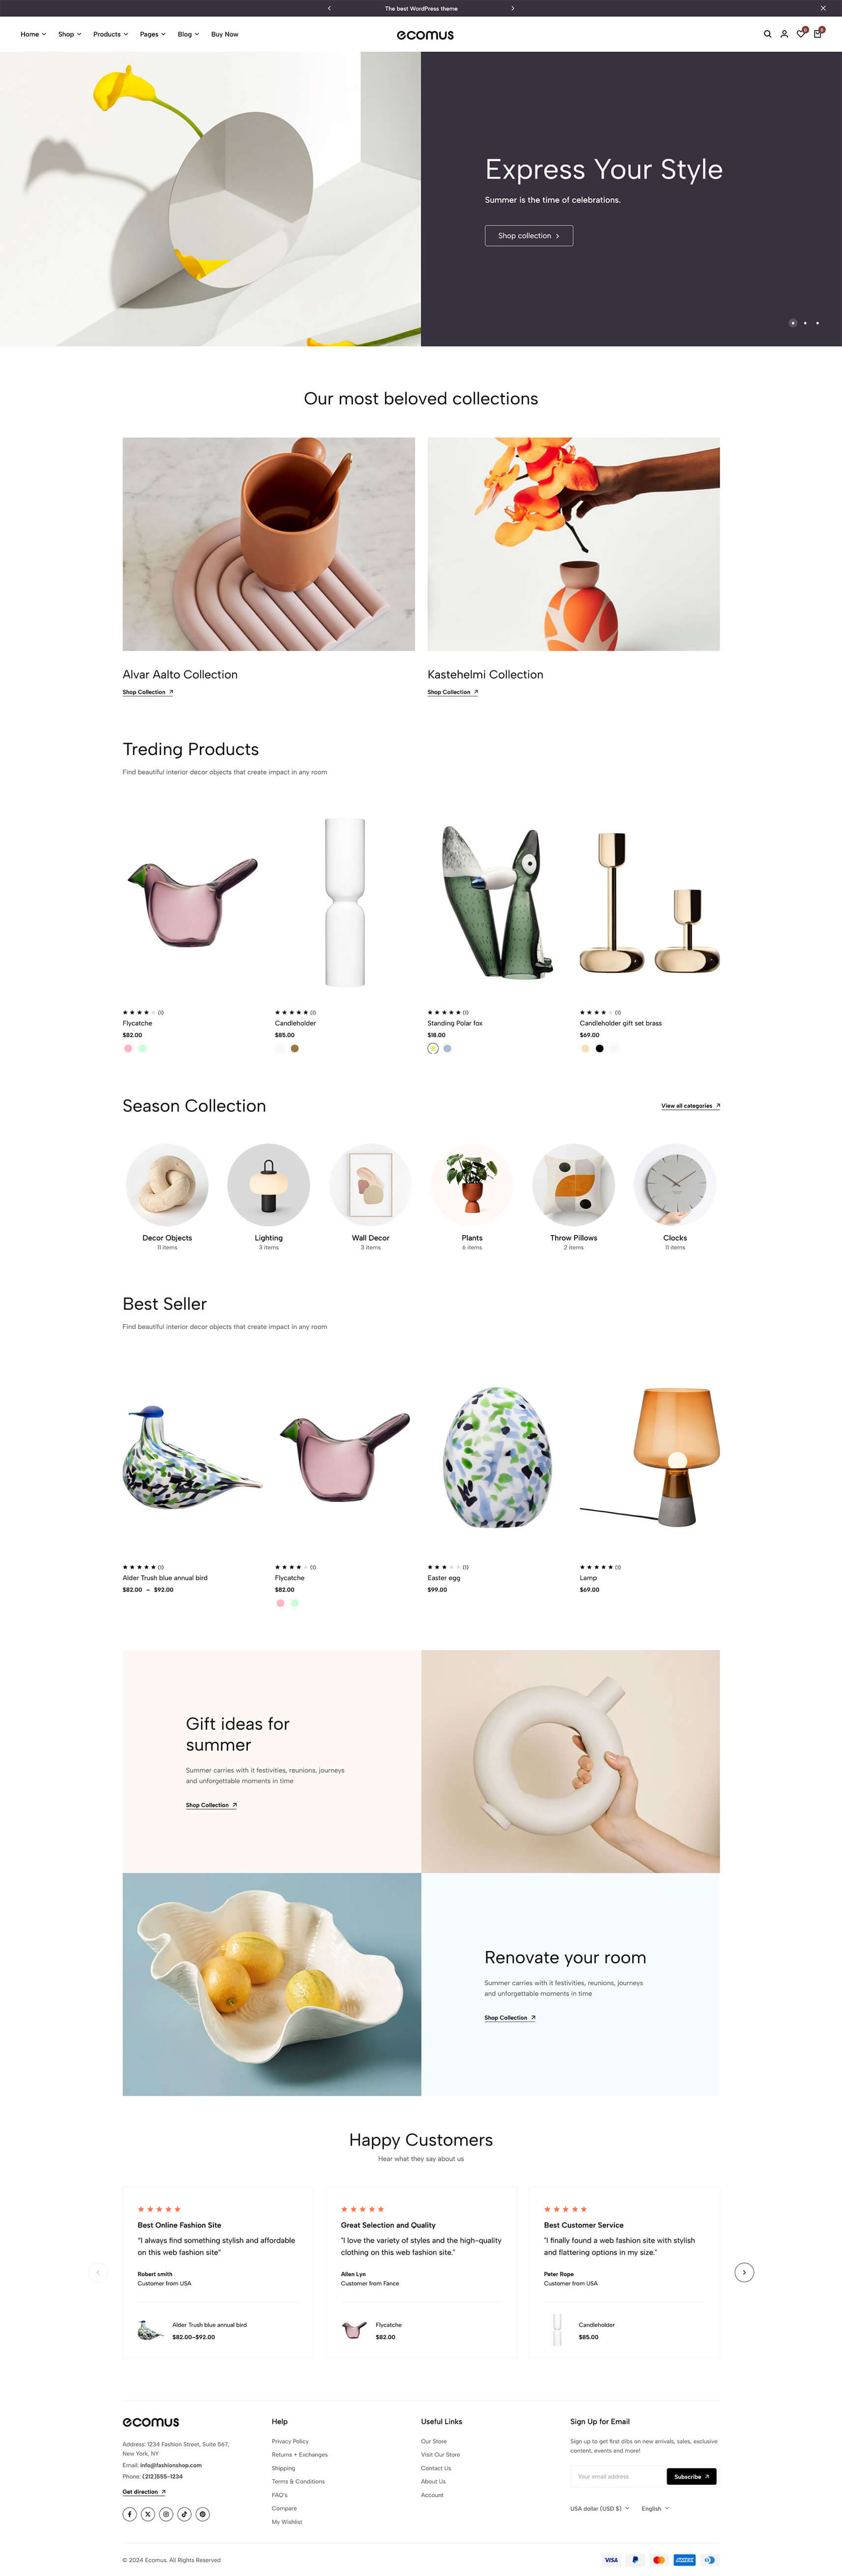 The best WordPress theme
Home Shop Products Pages Blog Buy Now
ecomus
0 0
Express Your Style
Summer is the time of celebrations.
Shop collection
Our most beloved collections
Alvar Aalto Collection
Shop Collection
Kastehelmi Collection
Shop Collection
Treding Products
Find beautiful interior decor objects that create impact in any room
(1)
Flycatche
$82.00
(1)
Candleholder
$85.00
(1)
Standing Polar fox
$18.00
(1)
Candleholder gift set brass
$69.00
Season Collection
View all categories
Decor Objects
11 items
Lighting
3 items
Wall Decor
3 items
Plants
6 items
Throw Pillows
2 items
Clocks
11 items
Best Seller
Find beautiful interior decor objects that create impact in any room
(1)
Alder Trush blue annual bird
$82.00 – $92.00
(1)
Flycatche
$82.00
(1)
Easter egg
$99.00
(1)
Lamp
$69.00
Gift ideas for
summer
Summer carries with it festivities, reunions, journeys
and unforgettable moments in time
Shop Collection
Renovate your room
Summer carries with it festivities, reunions, journeys
and unforgettable moments in time
Shop Collection
Happy Customers
Hear what they say about us
Best Online Fashion Site
"I always find something stylish and affordable
on this web fashion site"
Robert smith
Customer from USA
Alder Trush blue annual bird
$82.00–$92.00
Great Selection and Quality
"I love the variety of styles and the high-quality
clothing on this web fashion site."
Allen Lyn
Customer from Fance
Flycatche
$82.00
Best Customer Service
"I finally found a web fashion site with stylish
and flattering options in my size."
Peter Rope
Customer from USA
Candleholder
$85.00
ecomus
Address: 1234 Fashion Street, Suite 567,
New York, NY
Email: info@fashionshop.com
Phone: (212)555-1234
Get direction
Help
Privacy Policy
Returns + Exchanges
Shipping
Terms & Conditions
FAQ's
Compare
My Wishlist
Useful Links
Our Store
Visit Our Store
Contact Us
About Us
Account
Sign Up for Email
Sign up to get first dibs on new arrivals, sales, exclusive
content, events and more!
Your email address
Subscribe
USA dollar (USD $) English
© 2024 Ecomus. All Rights Reserved
VISA